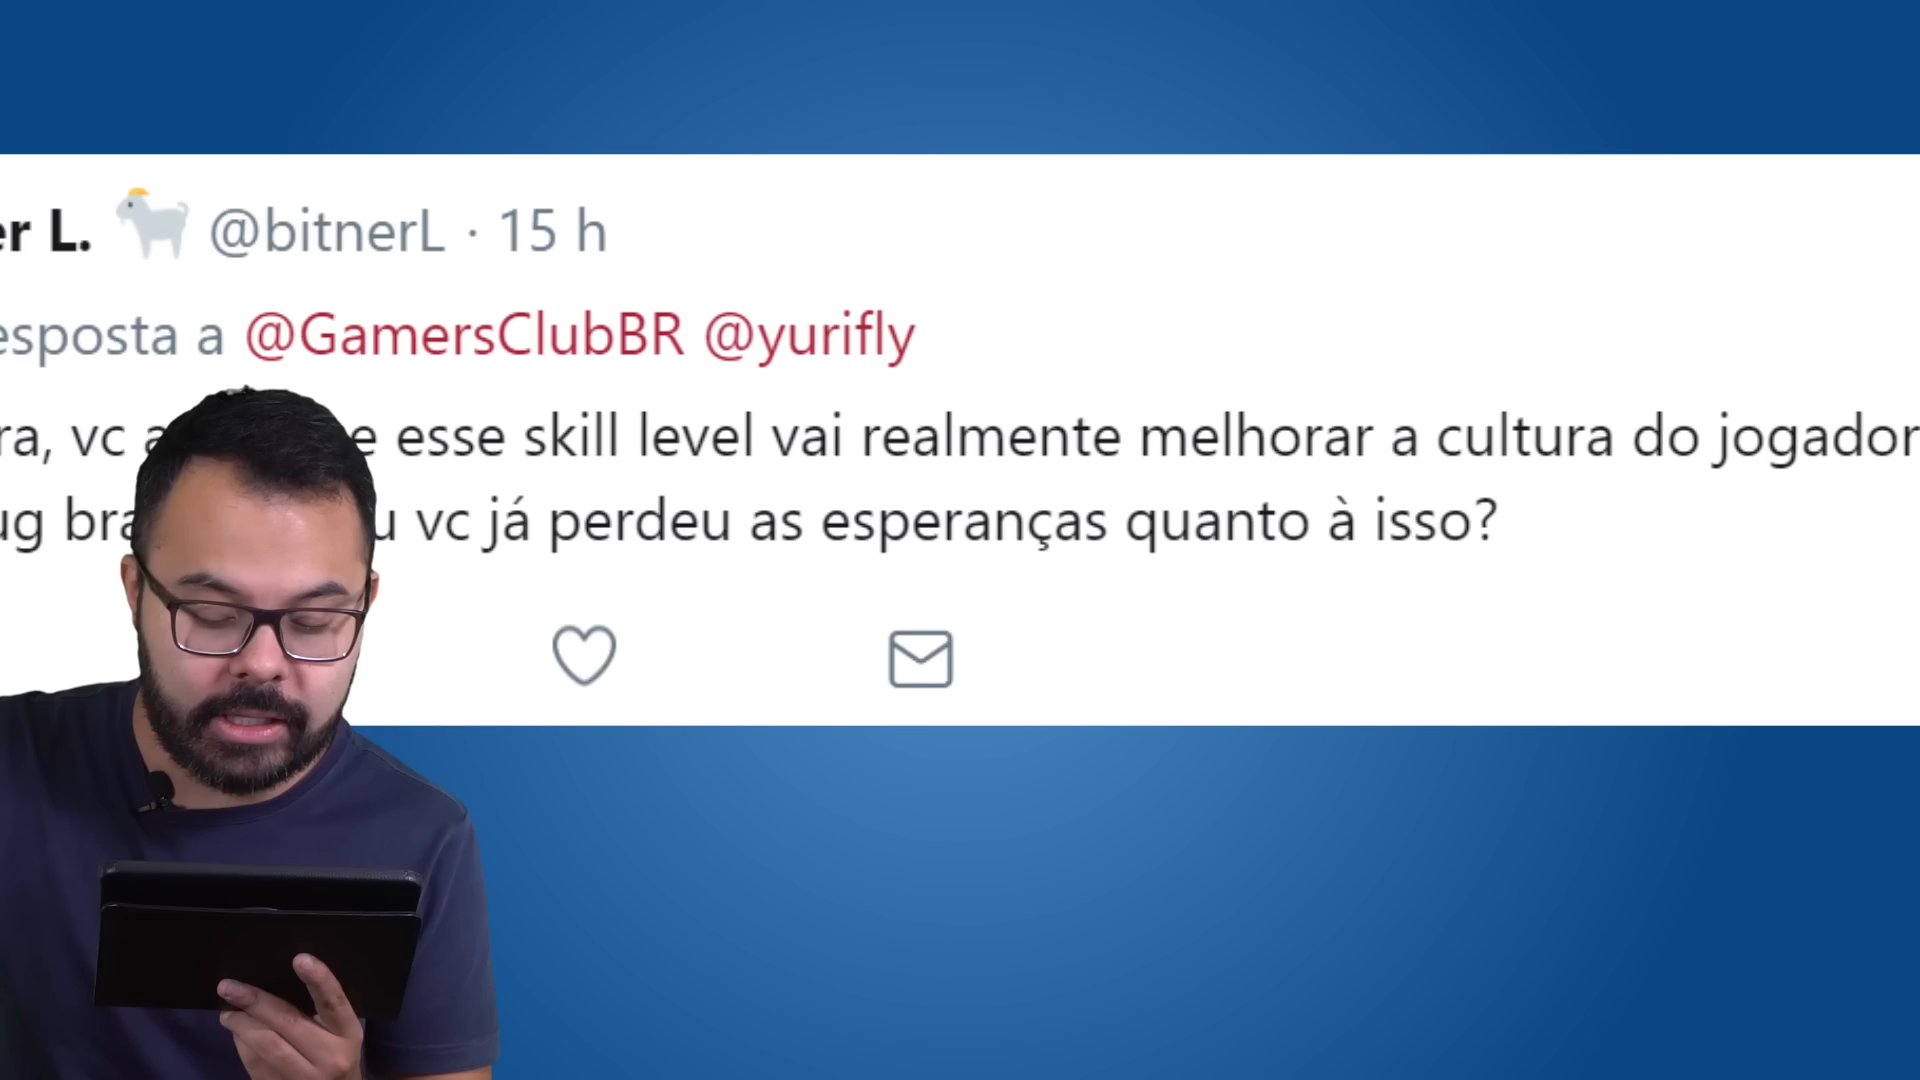 er L. @bitnerL · 15 h
esposta a @GamersClubBR @yurifly
ra, vc a e esse skill level vai realmente melhorar a cultura do jogador
ug bra u vc já perdeu as esperanças quanto à isso?